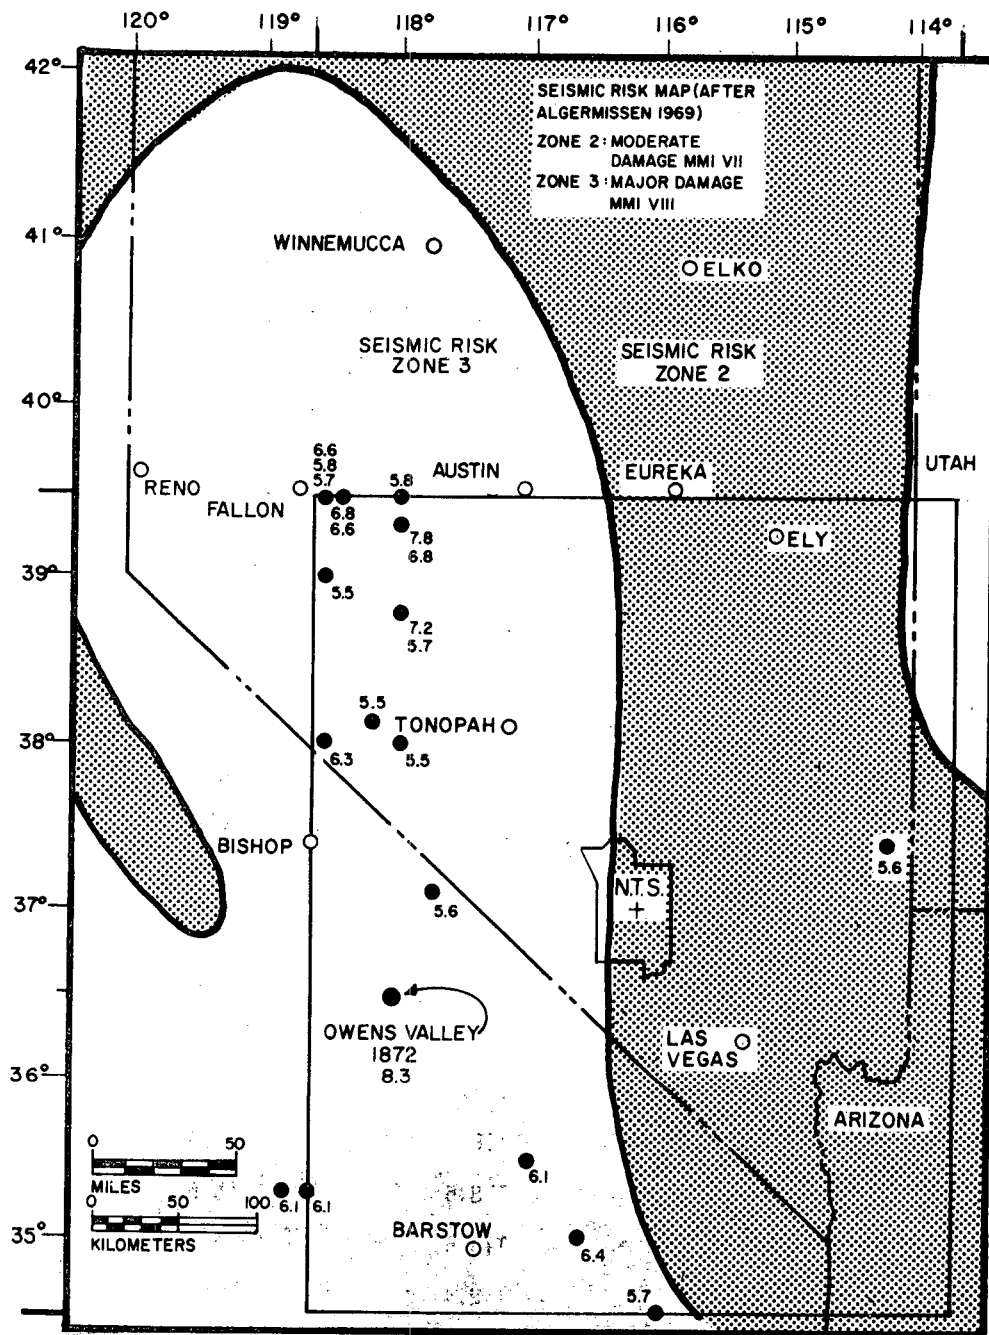 120° 119° 118° 117° 116° 115° 114°
42°
SEISMIC RISK MAP (AFTER
ALGERMISSEN 1969)
ZONE 2: MODERATE
DAMAGE MMI VII
ZONE 3: MAJOR DAMAGE
MMI VIII
41°
WINNEMUCCA
ELKO
SEISMIC RISK
ZONE 3
SEISMIC RISK
ZONE 2
40°
RENO
FALLON
6.6
5.8
5.7
6.8
6.6
5.8
7.8
6.8
AUSTIN
EUREKA
UTAH
ELY
39°
5.5
7.2
5.7
5.5
TONOPAH
38°
6.3
5.5
BISHOP
5.6
N.T.S.
37°
5.6
OWENS VALLEY
1872
8.3
LAS
VEGAS
36°
ARIZONA
0 50
MILES
0 50 100
KILOMETERS
6.1
6.1
6.1
35°
BARSTOW
6.4
5.7